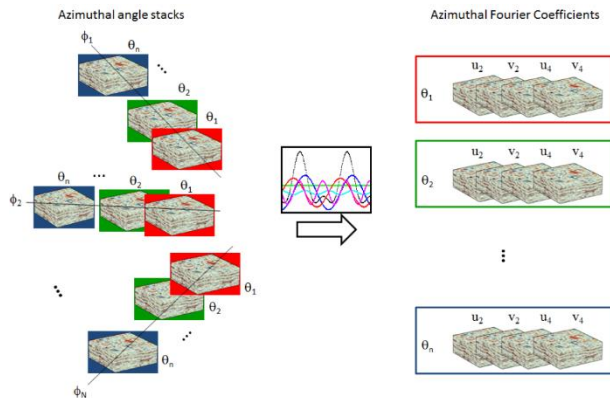 Azimuthal angle stacks
ϕ1
θn
...
θ2
θ1
ϕ2
θn
...
θ2
θ1
...
θ1
θ2
...
θn
ϕN
Azimuthal Fourier Coefficients
u2 v2 u4 v4
θ1
u2 v2 u4 v4
θ2
...
u2 v2 u4 v4
θn